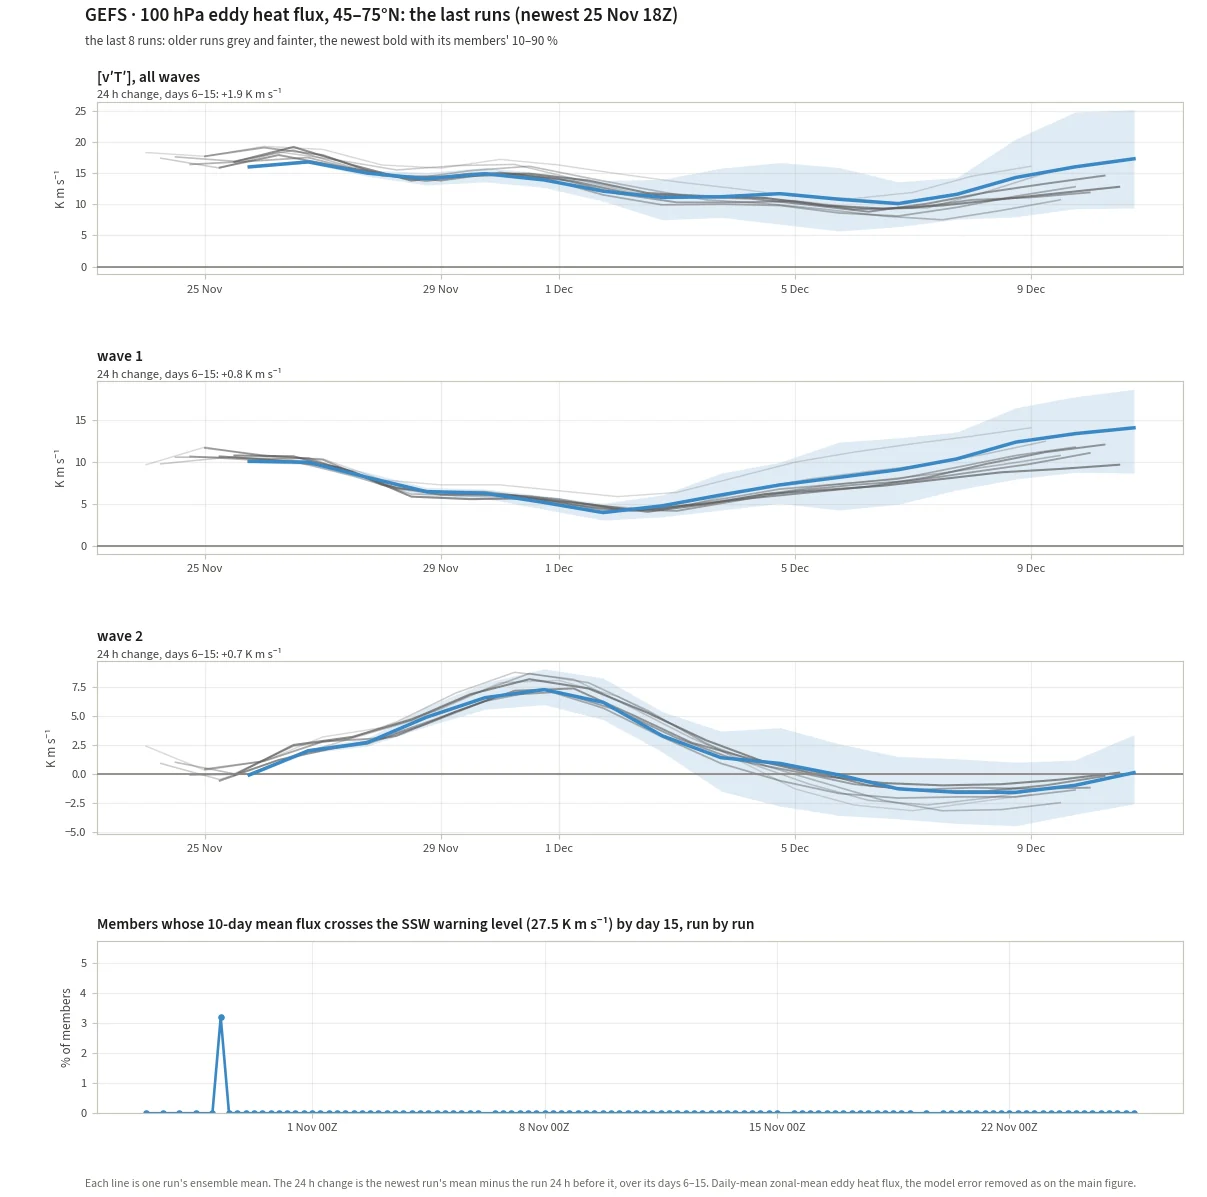 GEFS · 100 hPa eddy heat flux, 45–75°N: the last runs (newest 25 Nov 18Z)
the last 8 runs: older runs grey and fainter, the newest bold with its members' 10–90 %
[v′T′], all waves
24 h change, days 6–15: +1.9 K m s⁻¹
25
20
15
10
5
0
K m s⁻¹
25 Nov
29 Nov
1 Dec
5 Dec
9 Dec
wave 1
24 h change, days 6–15: +0.8 K m s⁻¹
15
10
5
0
K m s⁻¹
25 Nov
29 Nov
1 Dec
5 Dec
9 Dec
wave 2
24 h change, days 6–15: +0.7 K m s⁻¹
7.5
5.0
2.5
0.0
−2.5
−5.0
K m s⁻¹
25 Nov
29 Nov
1 Dec
5 Dec
9 Dec
Members whose 10-day mean flux crosses the SSW warning level (27.5 K m s⁻¹) by day 15, run by run
5
4
3
2
1
0
% of members
1 Nov 00Z
8 Nov 00Z
15 Nov 00Z
22 Nov 00Z
Each line is one run's ensemble mean. The 24 h change is the newest run's mean minus the run 24 h before it, over its days 6–15. Daily-mean zonal-mean eddy heat flux, the model error removed as on the main figure.